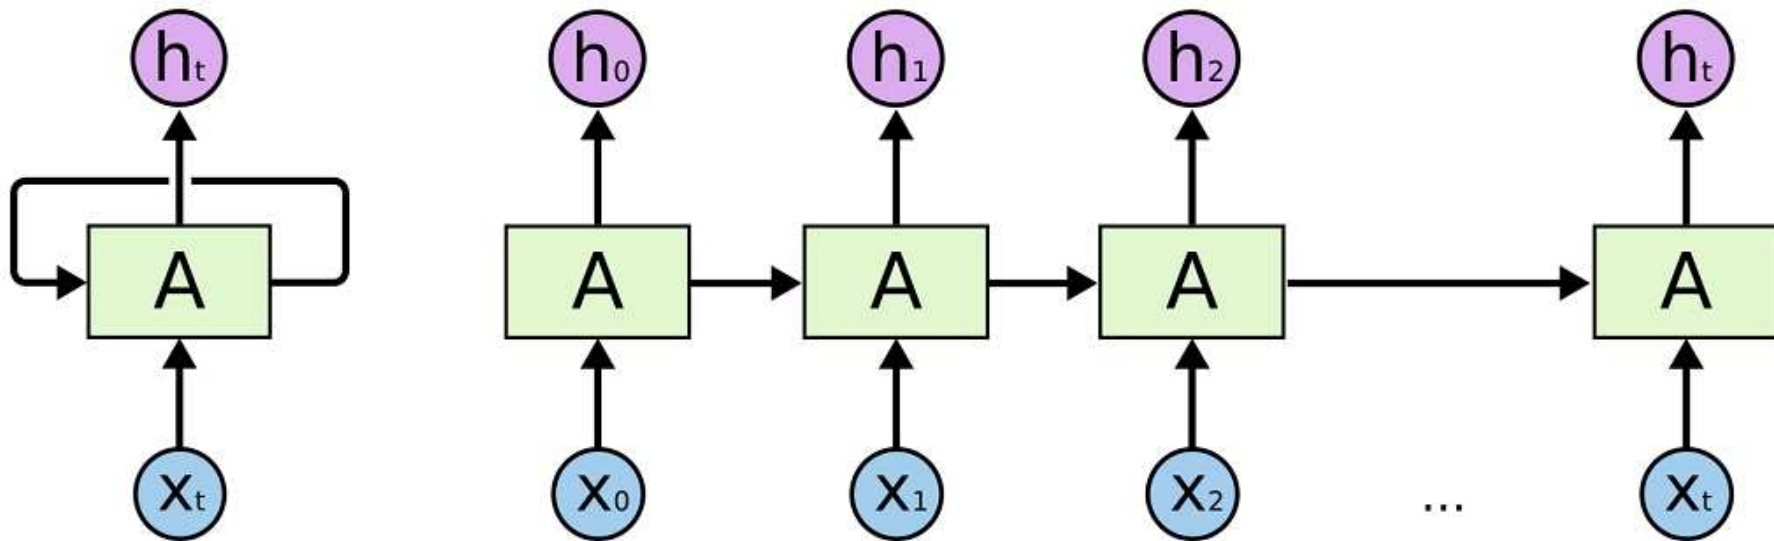 hₜ h₀ h₁ h₂ hₜ
A A A A A
xₜ x₀ x₁ x₂ ... xₜ